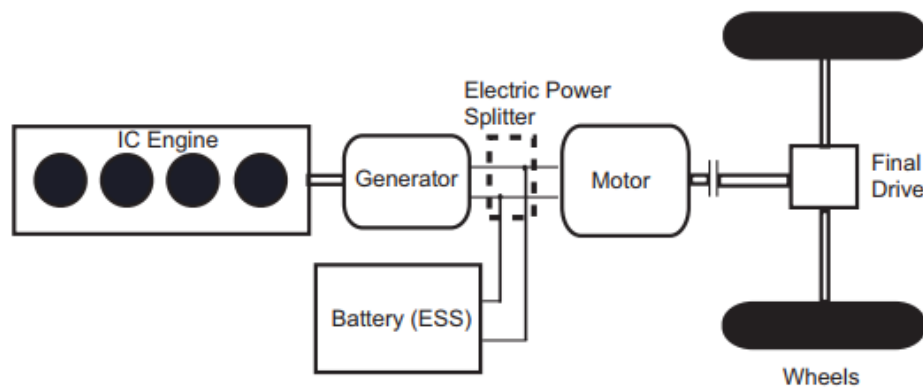 Electric Power
Splitter
IC Engine
Generator
Motor
Final
Drive
Battery (ESS)
Wheels